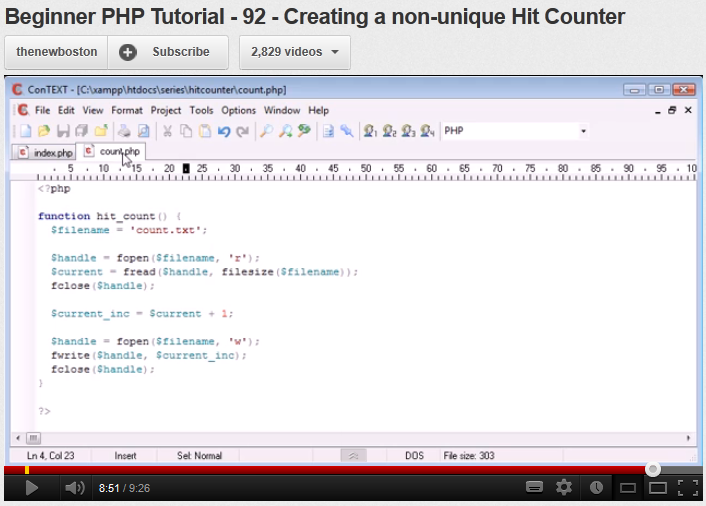 Beginner PHP Tutorial - 92 - Creating a non-unique Hit Counter
thenewboston Subscribe 2,829 videos
ConTEXT - [C:\xampp\htdocs\series\hitcounter\count.php]
File Edit View Format Project Tools Options Window Help
1 2 3 4 PHP
index.php count.php
5 10 15 20 25 30 35 40 45 50 55 60 65 70 75 80 85 90 95 10
<?php
function hit_count() {
$filename = 'count.txt';
$handle = fopen($filename, 'r');
$current = fread($handle, filesize($filename));
fclose($handle);
$current_inc = $current + 1;
$handle = fopen($filename, 'w');
fwrite($handle, $current_inc);
fclose($handle);
}
?>
Ln 4, Col 23 Insert Sel: Normal DOS File size: 303
8:51 / 9:26